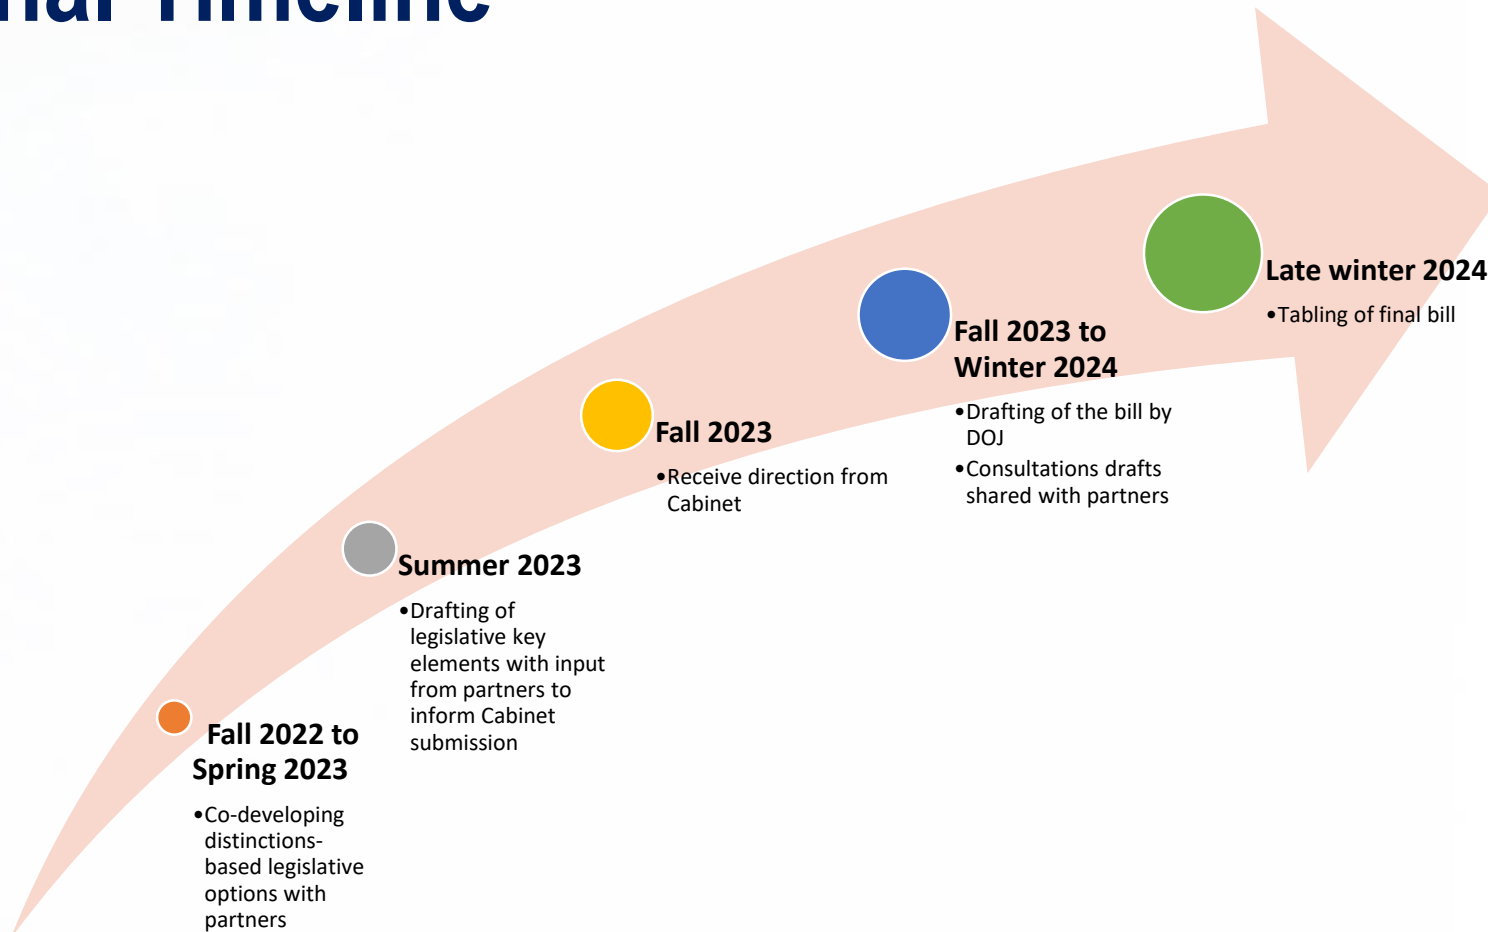 Timeline
Fall 2022 to
Spring 2023
•Co-developing
distinctions-
based legislative
options with
partners
Summer 2023
•Drafting of
legislative key
elements with input
from partners to
inform Cabinet
submission
Fall 2023
•Receive direction from
Cabinet
Fall 2023 to
Winter 2024
•Drafting of the bill by
DOJ
•Consultations drafts
shared with partners
Late winter 2024
•Tabling of final bill